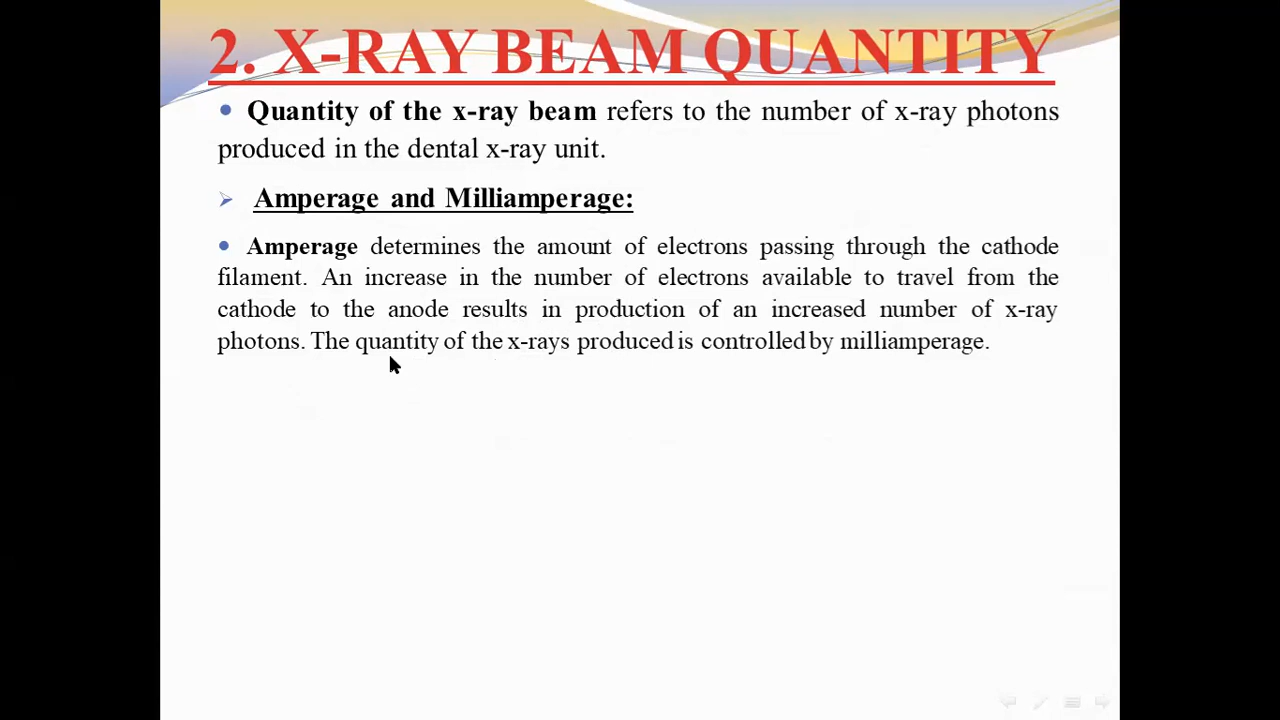 2. X-RAY BEAM QUANTITY
Quantity of the x-ray beam refers to the number of x-ray photons
produced in the dental x-ray unit.
Amperage and Milliamperage:
Amperage determines the amount of electrons passing through the cathode
filament. An increase in the number of electrons available to travel from the
cathode to the anode results in production of an increased number of x-ray
photons. The quantity of the x-rays produced is controlled by milliamperage.